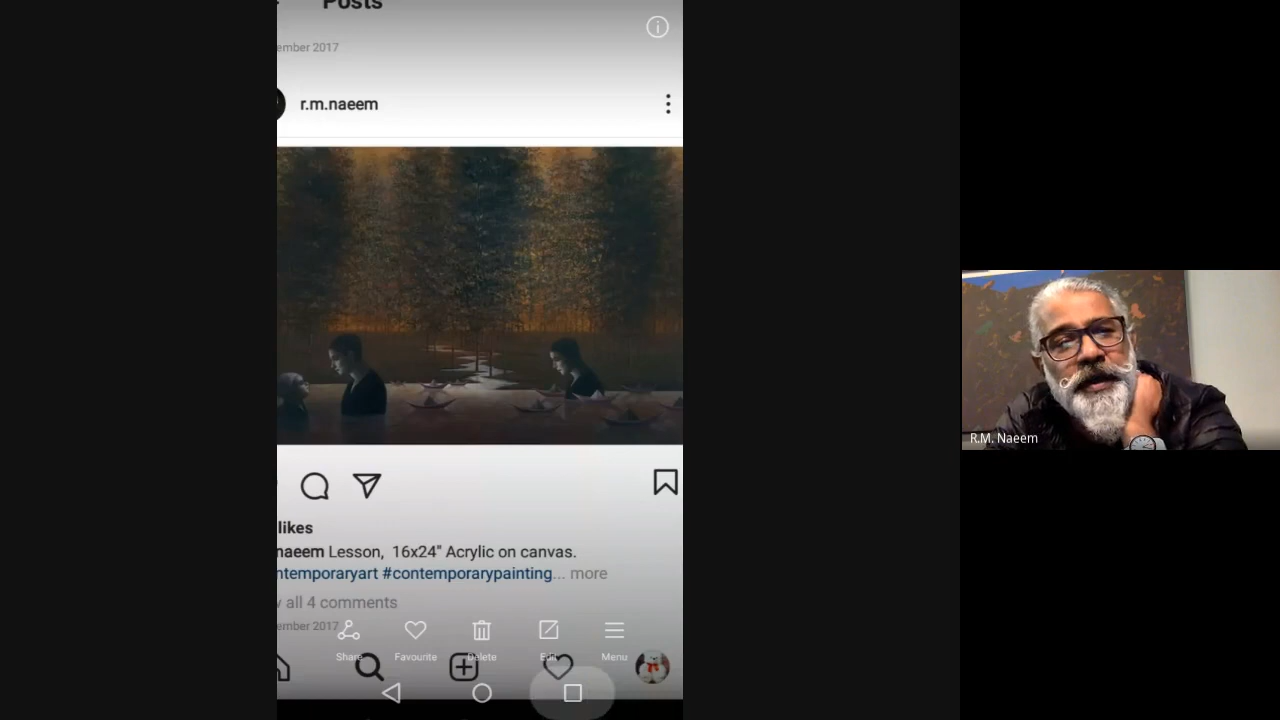 Posts
ember 2017
r.m.naeem
likes
naeem Lesson, 16x24" Acrylic on canvas.
ntemporaryart #contemporarypainting... more
all 4 comments
ember 2017
Share
Favourite
Delete
Edit
Menu
R.M. Naeem